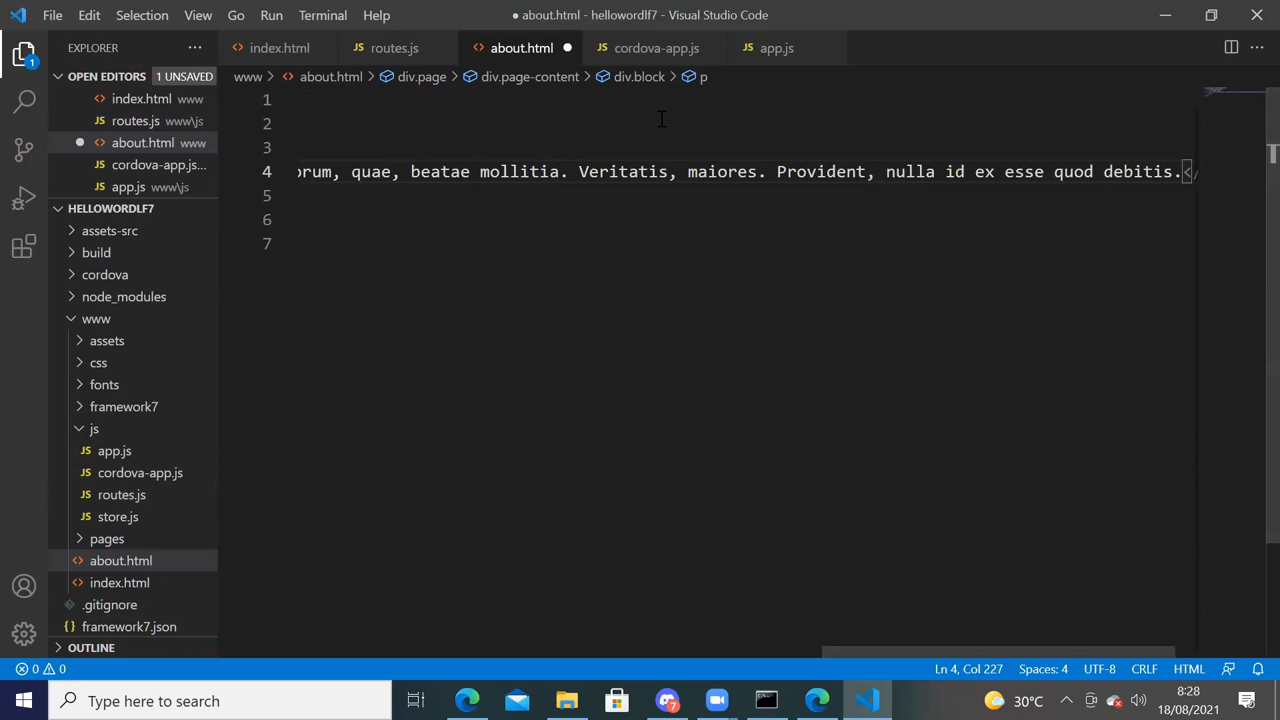 File Edit Selection View Go Run Terminal Help
● about.html - hellowordlf7 - Visual Studio Code
EXPLORER ...
index.html routes.js about.html cordova-app.js app.js
OPEN EDITORS 1 UNSAVED
www > about.html > div.page > div.page-content > div.block > p
index.html www
routes.js www\js
about.html www
cordova-app.js...
app.js www\js
HELLOWORDLF7
assets-src
build
cordova
node_modules
www
assets
css
fonts
framework7
js
app.js
cordova-app.js
routes.js
store.js
pages
about.html
index.html
.gitignore
framework7.json
OUTLINE
1
2
3
4 orum, quae, beatae mollitia. Veritatis, maiores. Provident, nulla id ex esse quod debitis.</
5
6
7
0 0 Ln 4, Col 227 Spaces: 4 UTF-8 CRLF HTML
Type here to search
7
30°C
8:28
18/08/2021
1